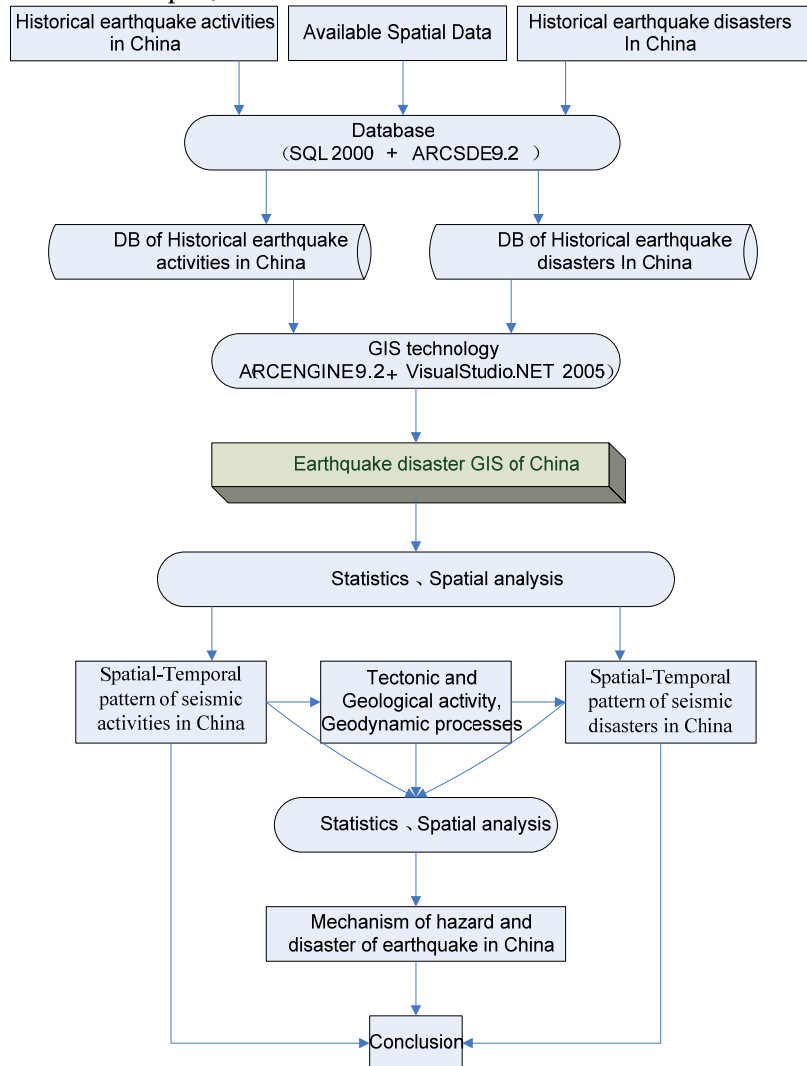 Historical earthquake activities
in China
Available Spatial Data
Historical earthquake disasters
In China
Database
（SQL 2000 + ARCSDE9.2 ）
DB of Historical earthquake
activities in China
DB of Historical earthquake
disasters In China
GIS technology
ARCENGINE9.2+ VisualStudio.NET 2005）
Earthquake disaster GIS of China
Statistics 、Spatial analysis
Spatial-Temporal
pattern of seismic
activities in China
Tectonic and
Geological activity,
Geodynamic processes
Spatial-Temporal
pattern of seismic
disasters in China
Statistics 、Spatial analysis
Mechanism of hazard and
disaster of earthquake in China
Conclusion